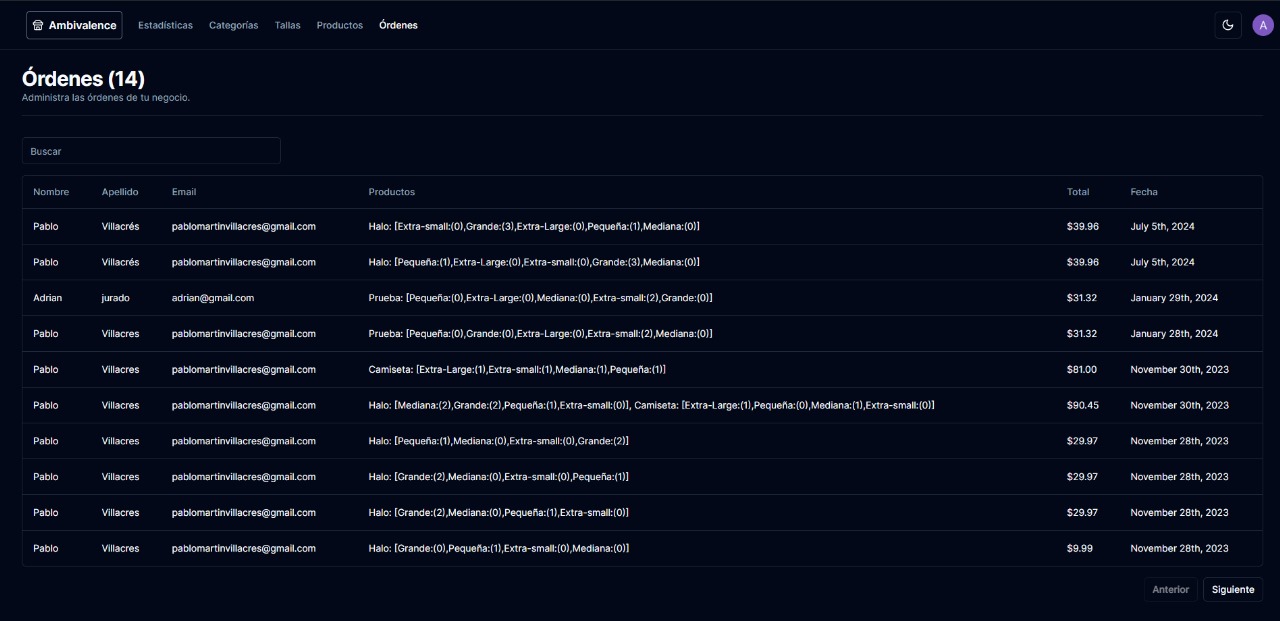 Ambivalence Estadísticas Categorías Tallas Productos Órdenes A
Órdenes (14)
Administra las órdenes de tu negocio.
Buscar
Nombre Apellido Email Productos Total Fecha
Pablo Villacrés pablomartinvillacres@gmail.com Halo: [Extra-small:(0),Grande:(3),Extra-Large:(0),Pequeña:(1),Mediana:(0)] $39.96 July 5th, 2024
Pablo Villacrés pablomartinvillacres@gmail.com Halo: [Pequeña:(1),Extra-Large:(0),Extra-small:(0),Grande:(3),Mediana:(0)] $39.96 July 5th, 2024
Adrian jurado adrian@gmail.com Prueba: [Pequeña:(0),Extra-Large:(0),Mediana:(0),Extra-small:(2),Grande:(0)] $31.32 January 29th, 2024
Pablo Villacres pablomartinvillacres@gmail.com Prueba: [Pequeña:(0),Grande:(0),Extra-Large:(0),Extra-small:(2),Mediana:(0)] $31.32 January 28th, 2024
Pablo Villacres pablomartinvillacres@gmail.com Camiseta: [Extra-Large:(1),Extra-small:(1),Mediana:(1),Pequeña:(1)] $81.00 November 30th, 2023
Pablo Villacres pablomartinvillacres@gmail.com Halo: [Mediana:(2),Grande:(2),Pequeña:(1),Extra-small:(0)], Camiseta: [Extra-Large:(1),Pequeña:(0),Mediana:(1),Extra-small:(0)] $90.45 November 30th, 2023
Pablo Villacres pablomartinvillacres@gmail.com Halo: [Pequeña:(1),Mediana:(0),Extra-small:(0),Grande:(2)] $29.97 November 28th, 2023
Pablo Villacres pablomartinvillacres@gmail.com Halo: [Grande:(2),Mediana:(0),Extra-small:(0),Pequeña:(1)] $29.97 November 28th, 2023
Pablo Villacres pablomartinvillacres@gmail.com Halo: [Grande:(2),Mediana:(0),Pequeña:(1),Extra-small:(0)] $29.97 November 28th, 2023
Pablo Villacres pablomartinvillacres@gmail.com Halo: [Grande:(0),Pequeña:(1),Extra-small:(0),Mediana:(0)] $9.99 November 28th, 2023
Anterior Siguiente